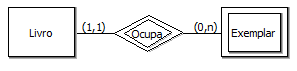 Livro
(1,1)
Ocupa
(0,n)
Exemplar